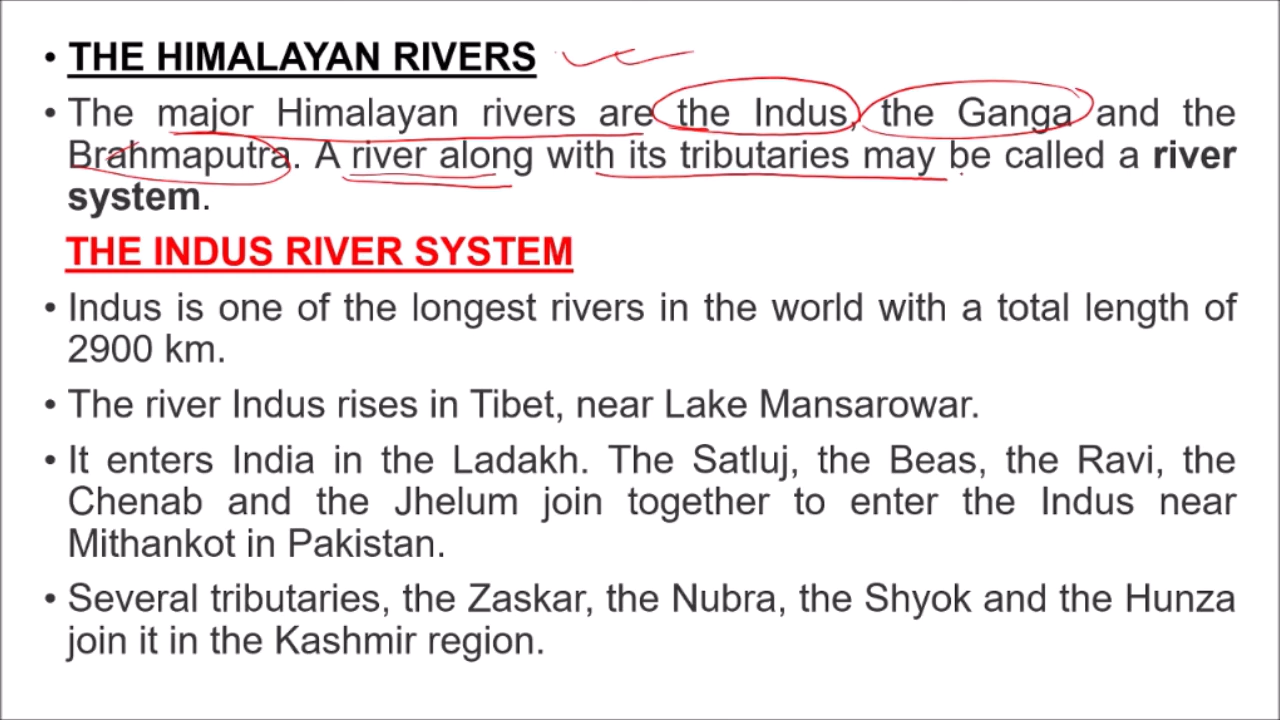 • THE HIMALAYAN RIVERS
• The major Himalayan rivers are the Indus, the Ganga and the
Brahmaputra. A river along with its tributaries may be called a river
system.
THE INDUS RIVER SYSTEM
• Indus is one of the longest rivers in the world with a total length of
2900 km.
• The river Indus rises in Tibet, near Lake Mansarowar.
• It enters India in the Ladakh. The Satluj, the Beas, the Ravi, the
Chenab and the Jhelum join together to enter the Indus near
Mithankot in Pakistan.
• Several tributaries, the Zaskar, the Nubra, the Shyok and the Hunza
join it in the Kashmir region.